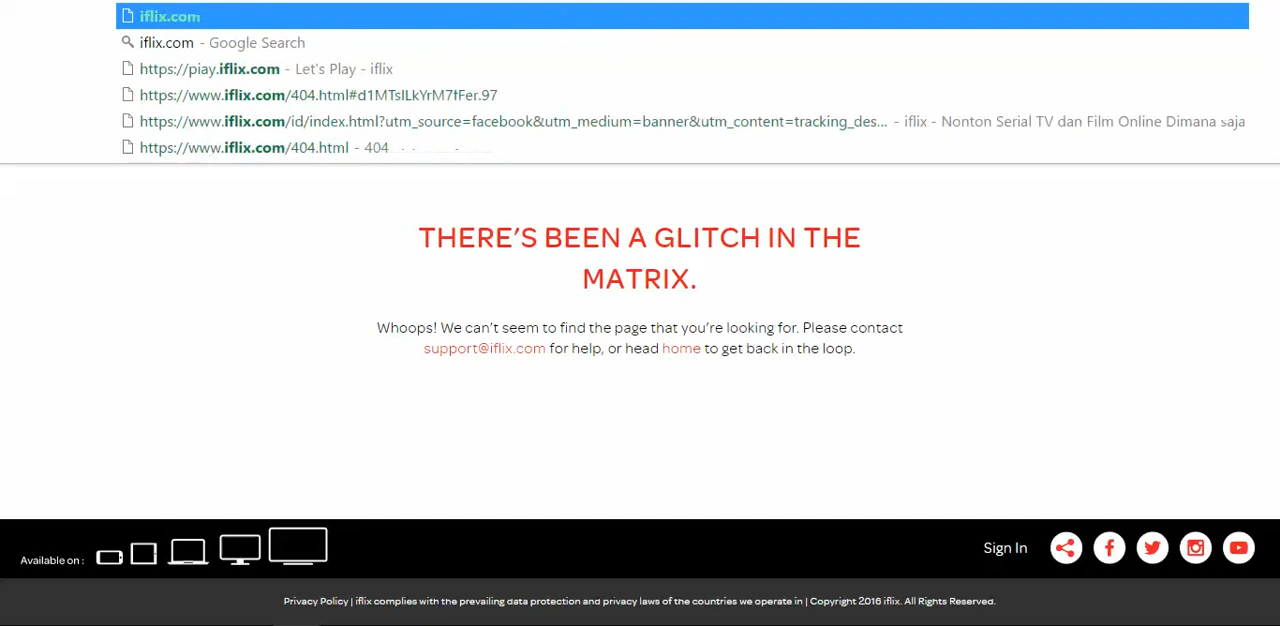 iflix.com
iflix.com - Google Search
https://piay.iflix.com - Let's Play - iflix
https://www.iflix.com/404.html#d1MTsILkYrM7tFer.97
https://www.iflix.com/id/index.html?utm_source=facebook&utm_medium=banner&utm_content=tracking_des... - iflix - Nonton Serial TV dan Film Online Dimana saja
https://www.iflix.com/404.html - 404
THERE'S BEEN A GLITCH IN THE
MATRIX.
Whoops! We can't seem to find the page that you're looking for. Please contact
support@iflix.com for help, or head home to get back in the loop.
Available on :
Sign In
Privacy Policy | iflix complies with the prevailing data protection and privacy laws of the countries we operate in | Copyright 2016 iflix. All Rights Reserved.